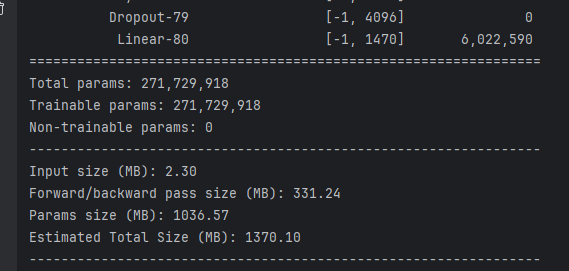 Dropout-79 [-1, 4096] 0
Linear-80 [-1, 1470] 6,022,590
================================================================
Total params: 271,729,918
Trainable params: 271,729,918
Non-trainable params: 0
----------------------------------------------------------------
Input size (MB): 2.30
Forward/backward pass size (MB): 331.24
Params size (MB): 1036.57
Estimated Total Size (MB): 1370.10
----------------------------------------------------------------